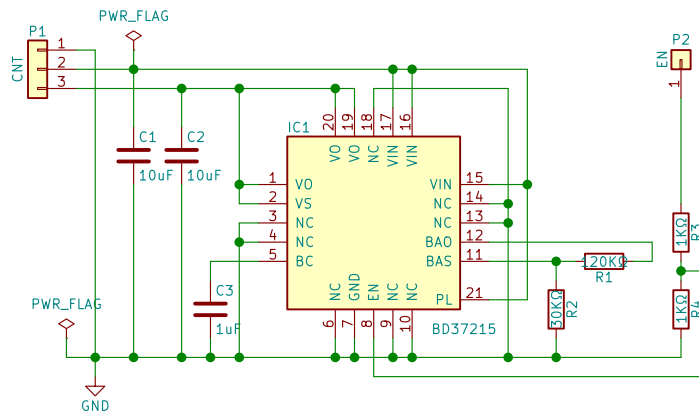 PWR_FLAG
P1
CNT
1
2
3
P2
EN
1
C1
10uF
C2
10uF
IC1
20
19
18
17
16
VO
VO
NC
VIN
VIN
1
VO
2
VS
3
NC
4
NC
5
BC
VIN
15
NC
14
NC
13
BAO
12
BAS
11
PL
21
NC
GND
EN
NC
NC
6
7
8
9
10
BD37215
C3
1uF
120KΩ
R1
30KΩ
R2
1KΩ
R3
1KΩ
R4
PWR_FLAG
GND